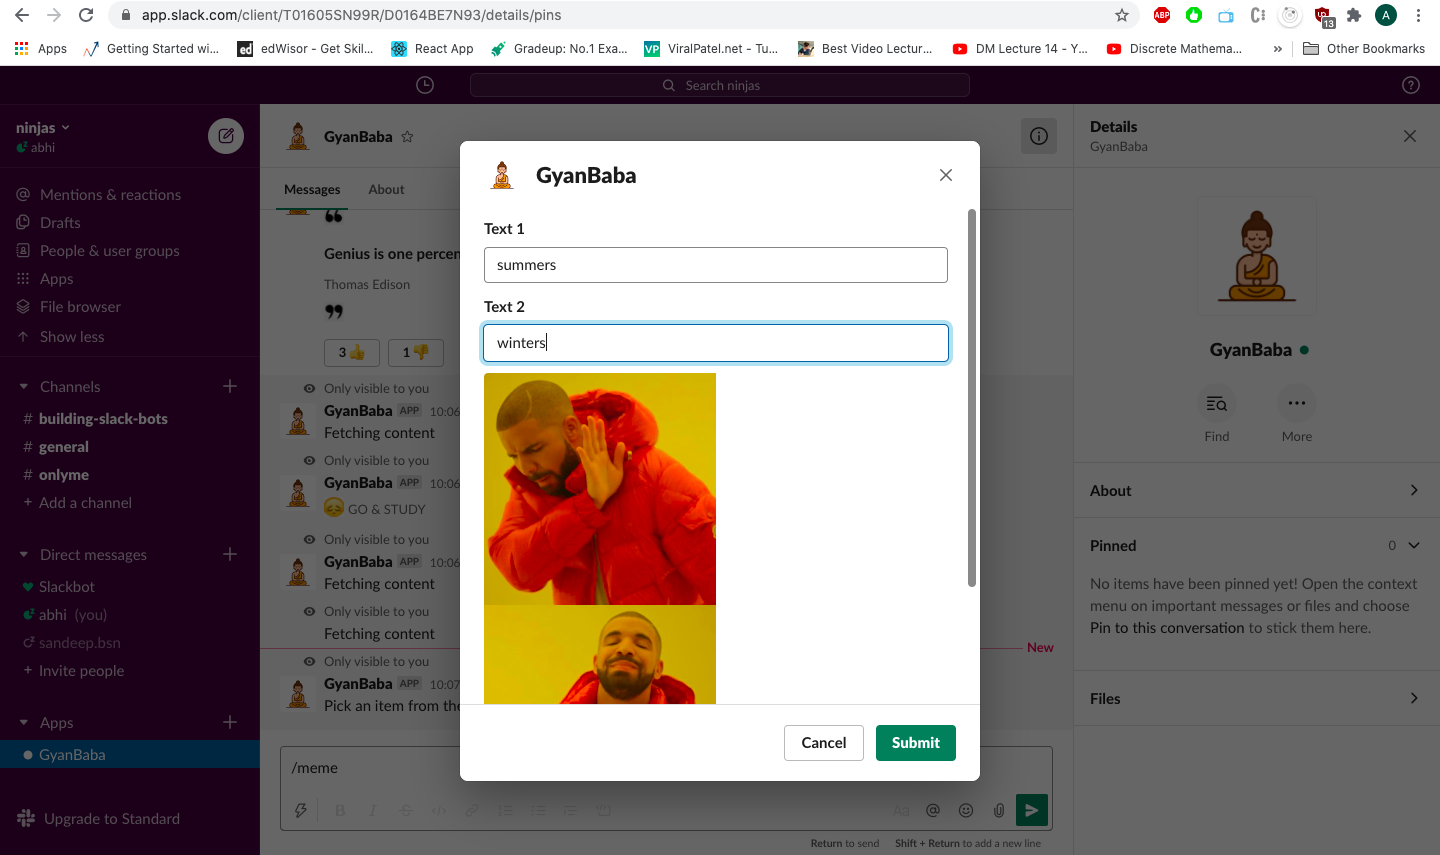 app.slack.com/client/T01605SN99R/D0164BE7N93/details/pins
ABP
13
A
Apps
Getting Started wi...
ed
edWisor - Get Skil...
React App
Gradeup: No.1 Exa...
VP
ViralPatel.net - Tu...
Best Video Lectur...
DM Lecture 14 - Y...
Discrete Mathema...
»
Other Bookmarks
Search ninjas
ninjas
abhi
Mentions & reactions
Drafts
People & user groups
Apps
File browser
Show less
Channels
# building-slack-bots
# general
# onlyme
+ Add a channel
Direct messages
Slackbot
abhi (you)
sandeep.bsn
+ Invite people
Apps
GyanBaba
Upgrade to Standard
GyanBaba
Messages
About
Genius is one percen
Thomas Edison
3
1
Only visible to you
GyanBaba APP 10:06
Fetching content
Only visible to you
GyanBaba APP 10:06
GO & STUDY
Only visible to you
GyanBaba APP 10:06
Fetching content
Only visible to you
Fetching content
New
Only visible to you
GyanBaba APP 10:07
Pick an item from the
/meme
B I S
Aa @
Return to send Shift + Return to add a new line
GyanBaba
Text 1
summers
Text 2
winters
Cancel
Submit
Details
GyanBaba
GyanBaba
Find
More
About
Pinned
0
No items have been pinned yet! Open the context
menu on important messages or files and choose
Pin to this conversation to stick them here.
Files